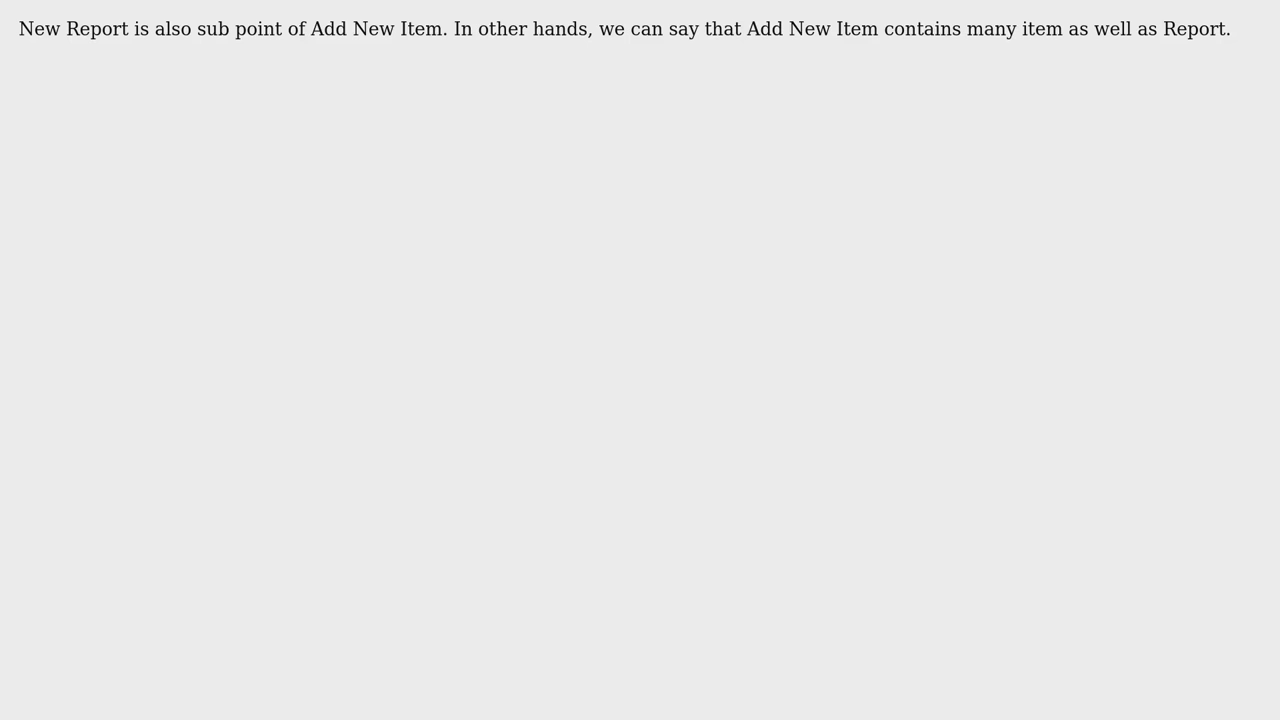 New Report is also sub point of Add New Item. In other hands, we can say that Add New Item contains many item as well as Report.